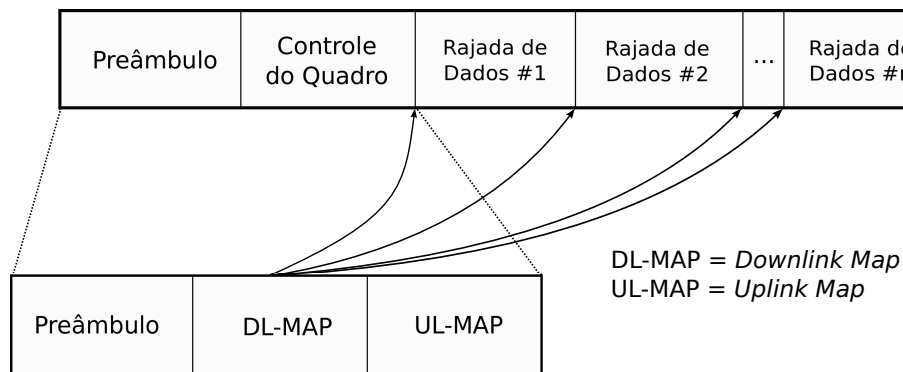 Preâmbulo
Controle
do Quadro
Rajada de
Dados #1
Rajada de
Dados #2
...
Rajada
Dados
DL-MAP = Downlink Map
UL-MAP = Uplink Map
Preâmbulo
DL-MAP
UL-MAP